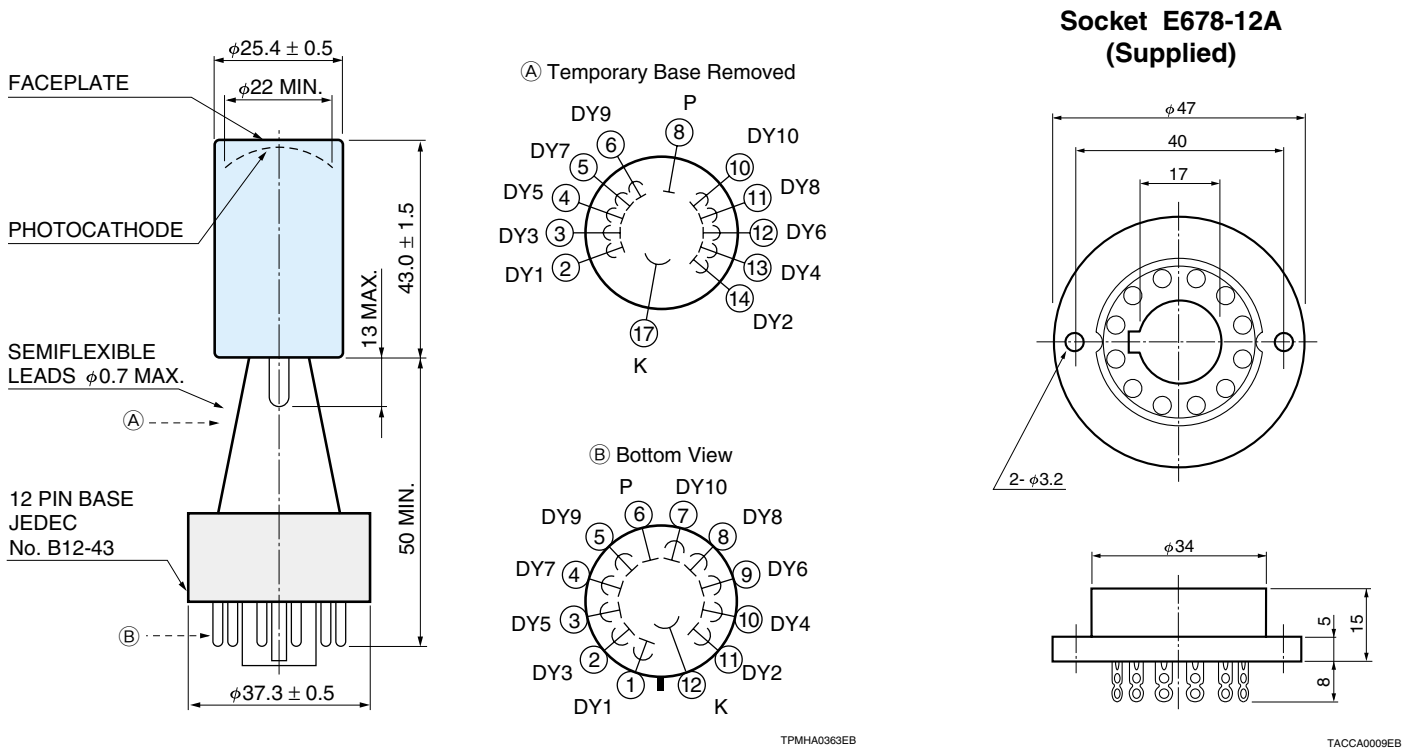 φ25.4 ± 0.5
φ22 MIN.
FACEPLATE
PHOTOCATHODE
43.0 ± 1.5
13 MAX.
SEMIFLEXIBLE
LEADS φ0.7 MAX.
Ⓐ
50 MIN.
12 PIN BASE
JEDEC
No. B12-43
Ⓑ
φ37.3 ± 0.5
Ⓐ Temporary Base Removed
P
DY9
DY10
DY7
DY8
DY5
DY6
DY3
DY4
DY1
DY2
K
8
6
10
5
11
4
12
3
13
2
14
17
Ⓑ Bottom View
P
DY10
DY9
DY8
DY7
DY6
DY5
DY4
DY3
DY2
DY1
K
6
7
5
8
4
9
3
10
2
11
1
12
TPMHA0363EB
Socket E678-12A
(Supplied)
φ47
40
17
2- φ3.2
φ34
5
15
8
TACCA0009EB